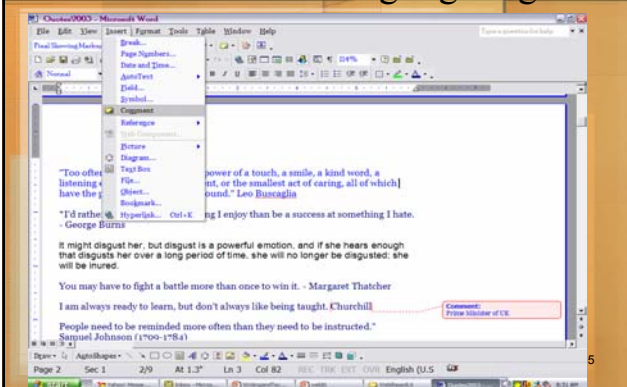 Quotes2003 - Microsoft Word
File Edit View Insert Format Tools Table Window Help
Type a question for help
Final Showing Markup
Normal
114%
Break...
Page Numbers...
Date and Time...
AutoText
Field...
Symbol...
Comment
Reference
Web Component...
Picture
Diagram...
Text Box
File...
Object...
Bookmark...
Hyperlink... Ctrl+K
"Too often power of a touch, a smile, a kind word, a
listening or the smallest act of caring, all of which
have the Leo Buscaglia
"I'd rathe I enjoy than be a success at something I hate.
- George Burns
It might disgust her, but disgust is a powerful emotion, and if she hears enough
that disgusts her over a long period of time, she will no longer be disgusted; she
will be inured.
You may have to fight a battle more than once to win it. - Margaret Thatcher
I am always ready to learn, but don't always like being taught. Churchill
Comment:
Prime Minister of UK
People need to be reminded more often than they need to be instructed."
Samuel Johnson (1709-1784)
Draw AutoShapes
Page 2 Sec 1 2/9 At 1.3" Ln 3 Col 82 REC TRK EXT OVR English (U.S
5